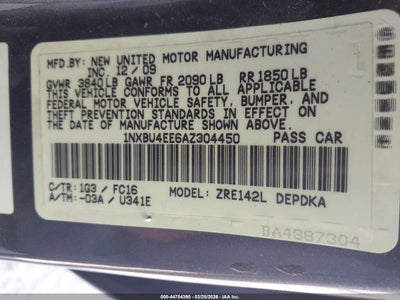 MFD.BY: NEW UNITED MOTOR MANUFACTURING
INC. 12/09
GVWR 3640LB GAWR FR 2090LB RR 1850LB
THIS VEHICLE CONFORMS TO ALL APPLICABLE
FEDERAL MOTOR VEHICLE SAFETY, BUMPER, AND
THEFT PREVENTION STANDARDS IN EFFECT ON THE
DATE OF MANUFACTURE SHOWN ABOVE.
1NXBU4EE6AZ304450 PASS CAR
C/TR: 1G3 / FC16
MODEL: ZRE142L DEPDKA
A/TM: -03A / U341E
BA4887304
000-44704390 - 03/29/2026 - IAA Inc. (C)